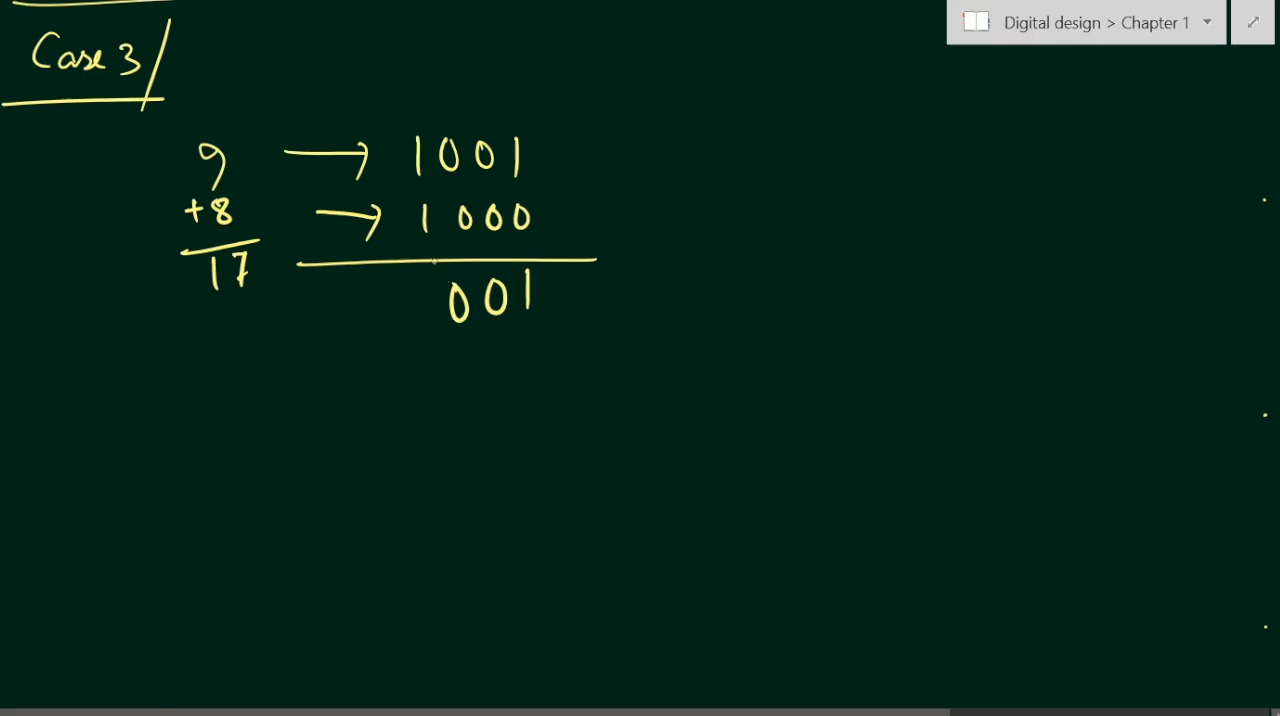 Digital design > Chapter 1
Case 3/
9 → 1001
+8 → 1000
17 001